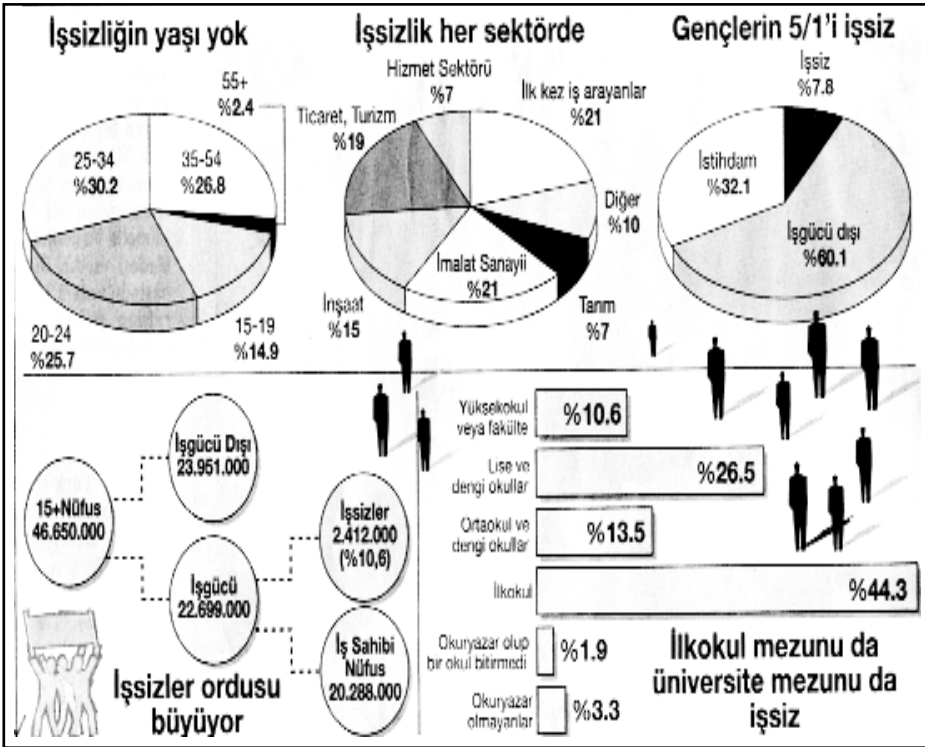 İşsizliğin yaşı yok
55+
%2.4
25-34
%30.2
35-54
%26.8
20-24
%25.7
15-19
%14.9
İşsizlik her sektörde
Hizmet Sektörü
%7
İlk kez iş arayanlar
%21
Ticaret, Turizm
%19
Diğer
%10
İmalat Sanayii
%21
İnşaat
%15
Tarım
%7
Gençlerin 5/1'i işsiz
İşsiz
%7.8
İstihdam
%32.1
İşgücü dışı
%60.1
15+Nüfus
46.650.000
İşgücü Dışı
23.951.000
İşgücü
22.699.000
İşsizler
2.412.000
(%10,6)
İş Sahibi
Nüfus
20.288.000
İşsizler ordusu
büyüyor
Yüksekokul
veya fakülte
%10.6
Lise ve
dengi okullar
%26.5
Ortaokul ve
dengi okullar
%13.5
İlkokul
%44.3
Okuryazar olup
bir okul bitirmedi
%1.9
Okuryazar
olmayanlar
%3.3
İlkokul mezunu da
üniversite mezunu da
işsiz